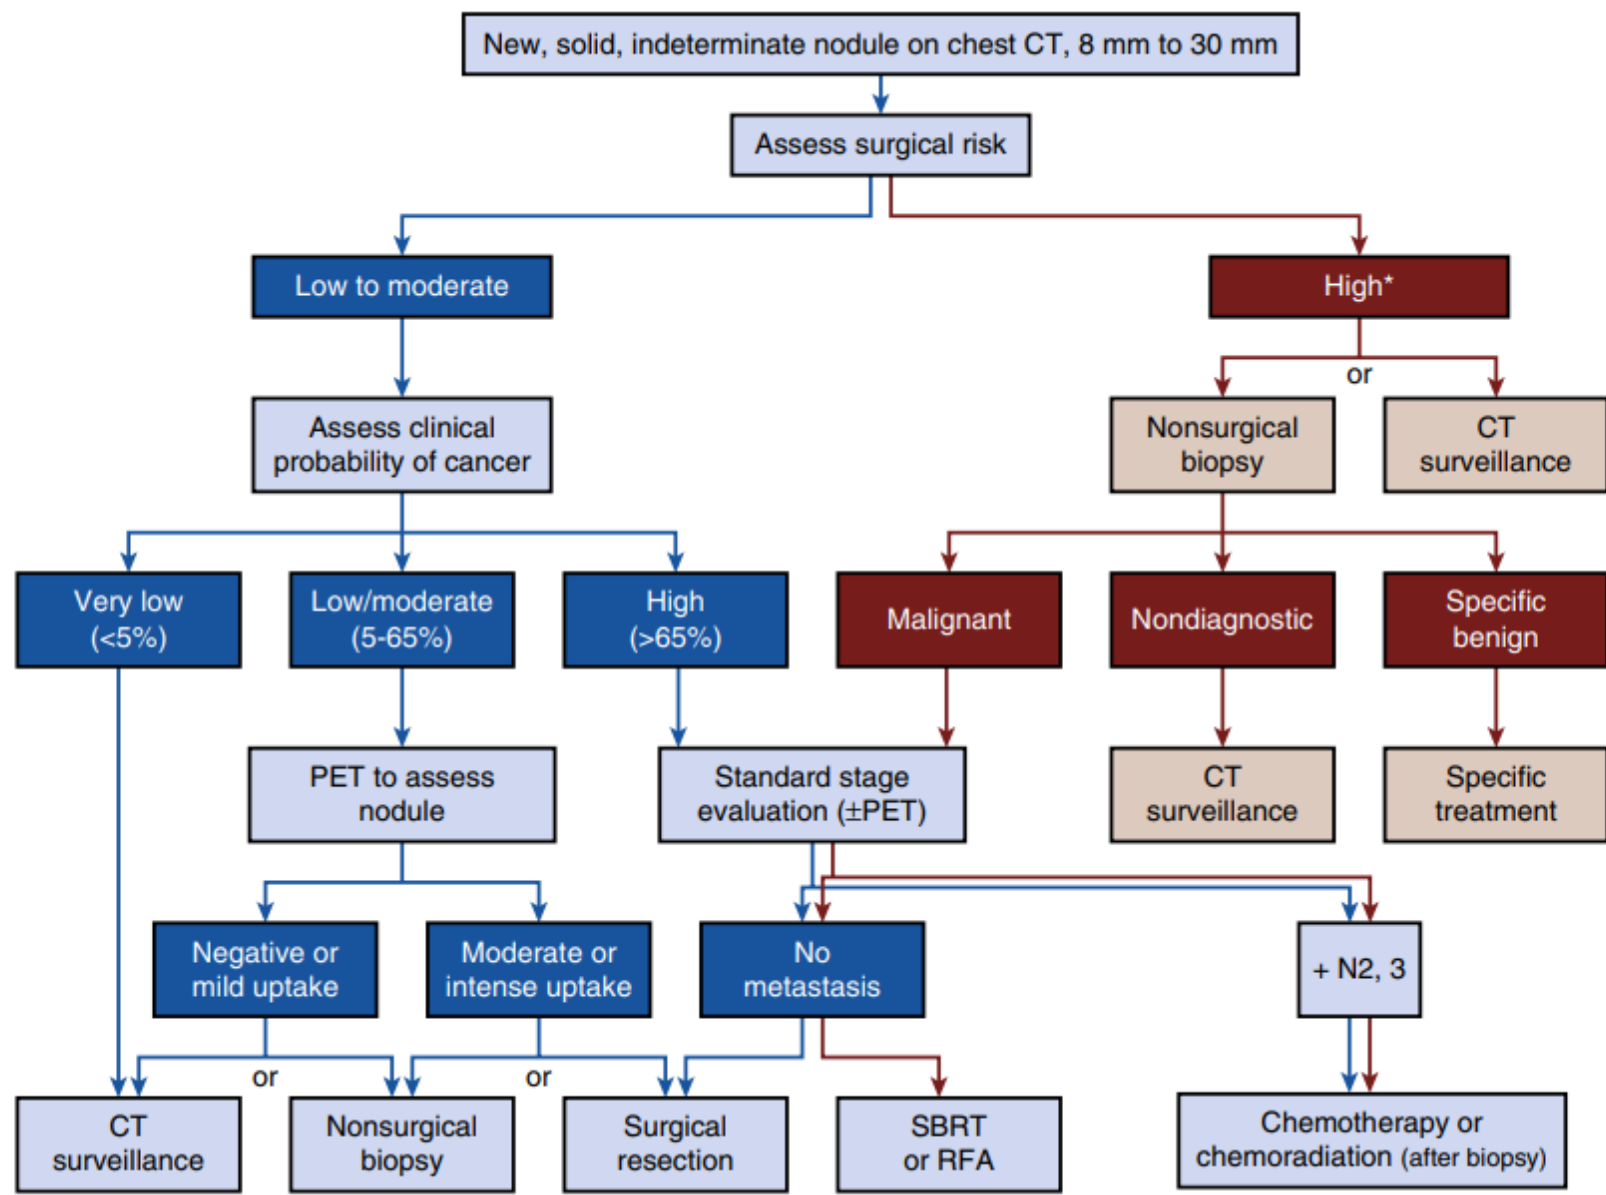 New, solid, indeterminate nodule on chest CT, 8 mm to 30 mm
Assess surgical risk
Low to moderate
High*
or
Assess clinical
probability of cancer
Nonsurgical
biopsy
CT
surveillance
Very low
(<5%)
Low/moderate
(5-65%)
High
(>65%)
Malignant
Nondiagnostic
Specific
benign
PET to assess
nodule
Standard stage
evaluation (±PET)
CT
surveillance
Specific
treatment
Negative or
mild uptake
Moderate or
intense uptake
No
metastasis
+ N2, 3
or
or
CT
surveillance
Nonsurgical
biopsy
Surgical
resection
SBRT
or RFA
Chemotherapy or
chemoradiation (after biopsy)